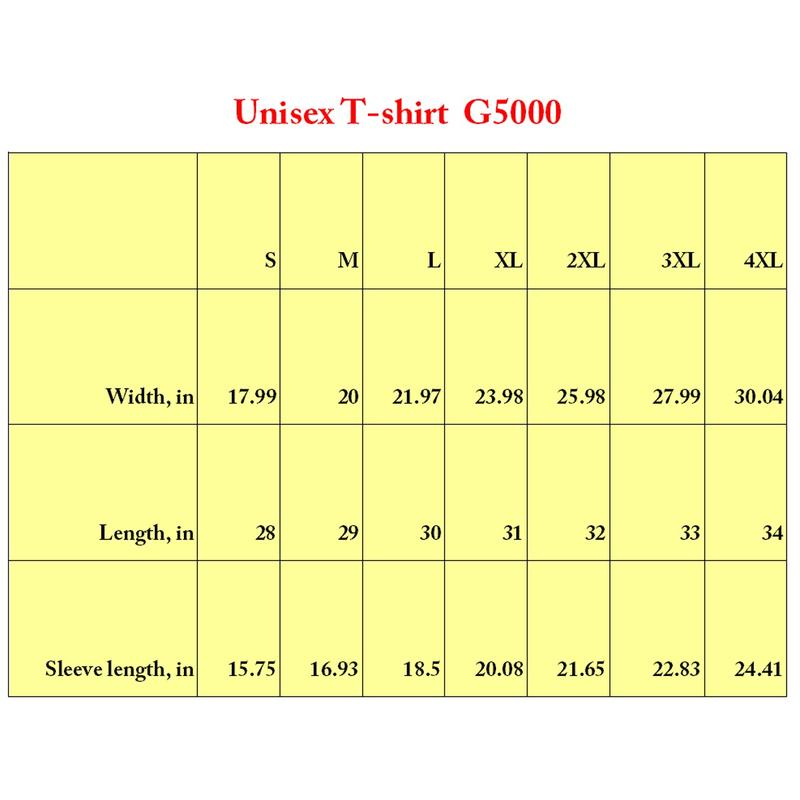 Unisex T-shirt G5000
S M L XL 2XL 3XL 4XL
Width, in 17.99 20 21.97 23.98 25.98 27.99 30.04
Length, in 28 29 30 31 32 33 34
Sleeve length, in 15.75 16.93 18.5 20.08 21.65 22.83 24.41